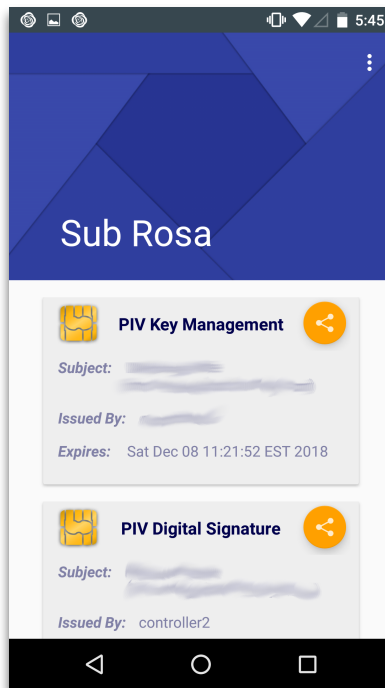 5:45
Sub Rosa
PIV Key Management
Subject:
Issued By:
Expires: Sat Dec 08 11:21:52 EST 2018
PIV Digital Signature
Subject:
Issued By: controller2